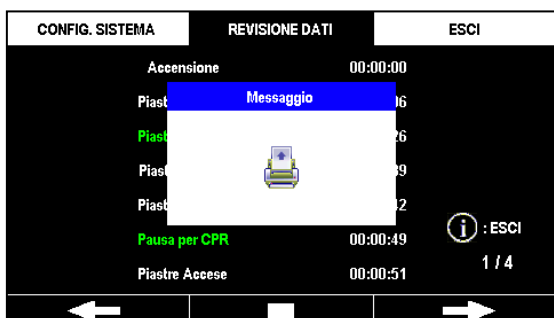 CONFIG. SISTEMA REVISIONE DATI ESCI
Accensione 00:00:00
Messaggio
Pausa per CPR 00:00:49
Piastre Accese 00:00:51
i : ESCI
1 / 4